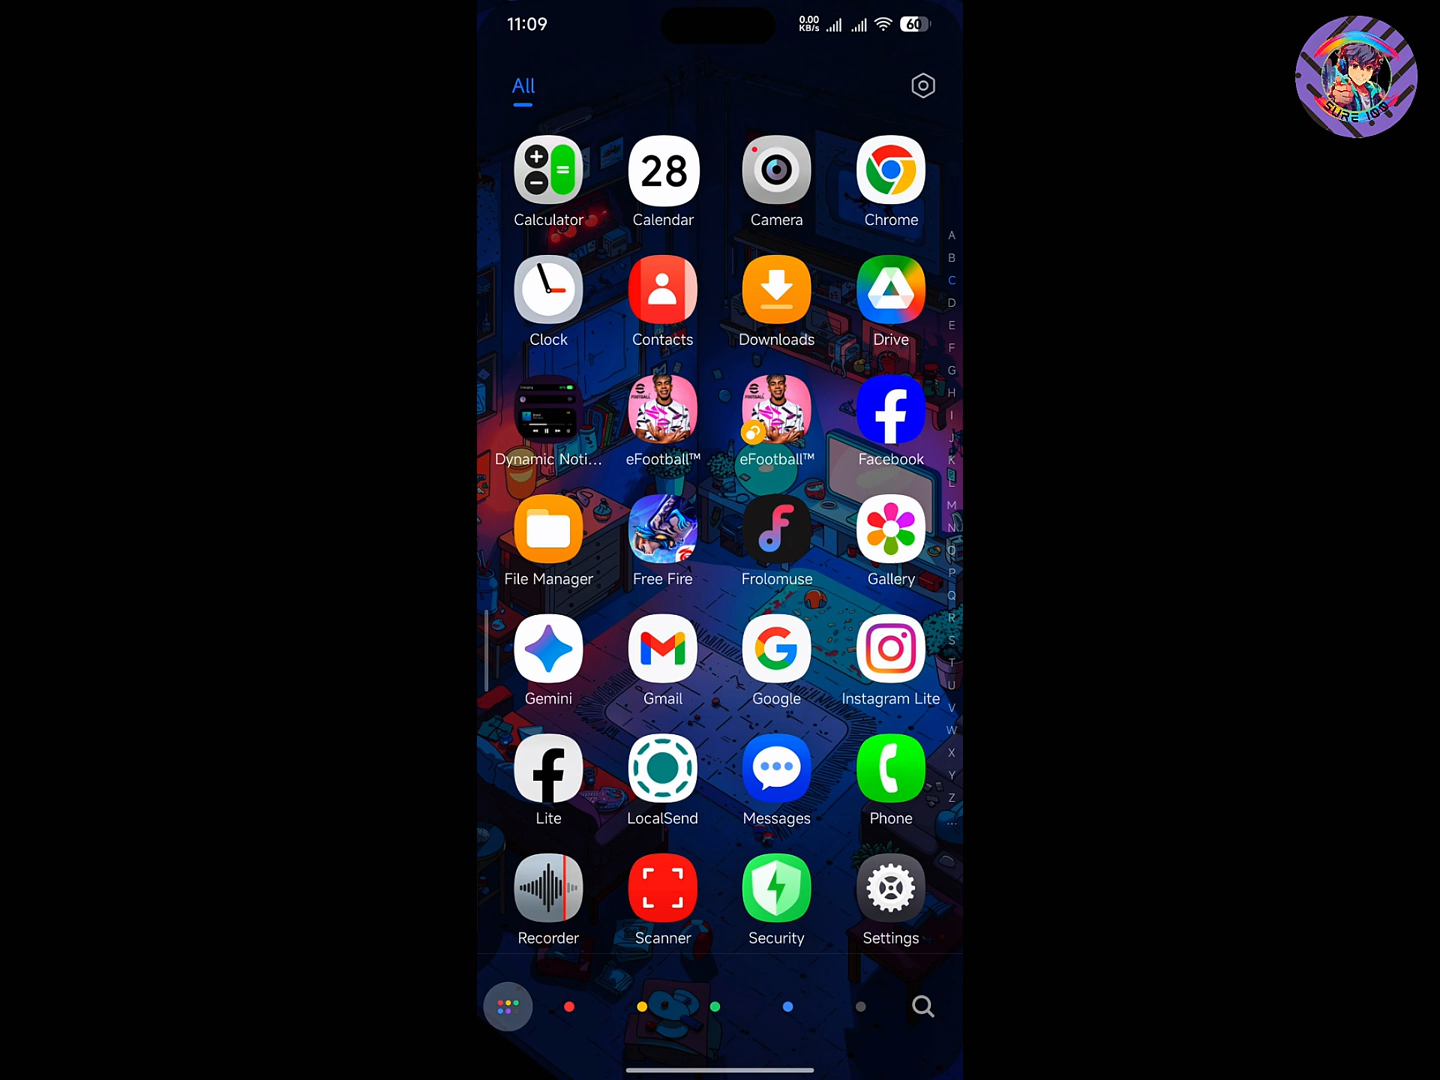 11:09
0.00
KB/s
60
All
28
Calculator
Calendar
Camera
Chrome
Clock
Contacts
Downloads
Drive
Dynamic Noti...
eFootball™
eFootball™
Facebook
File Manager
Free Fire
Frolomuse
Gallery
Gemini
Gmail
Google
Instagram Lite
Lite
LocalSend
Messages
Phone
Recorder
Scanner
Security
Settings
A
B
C
D
E
F
G
H
I
J
K
L
M
N
O
P
Q
R
S
T
U
V
W
X
Y
Z
...
SURE 100